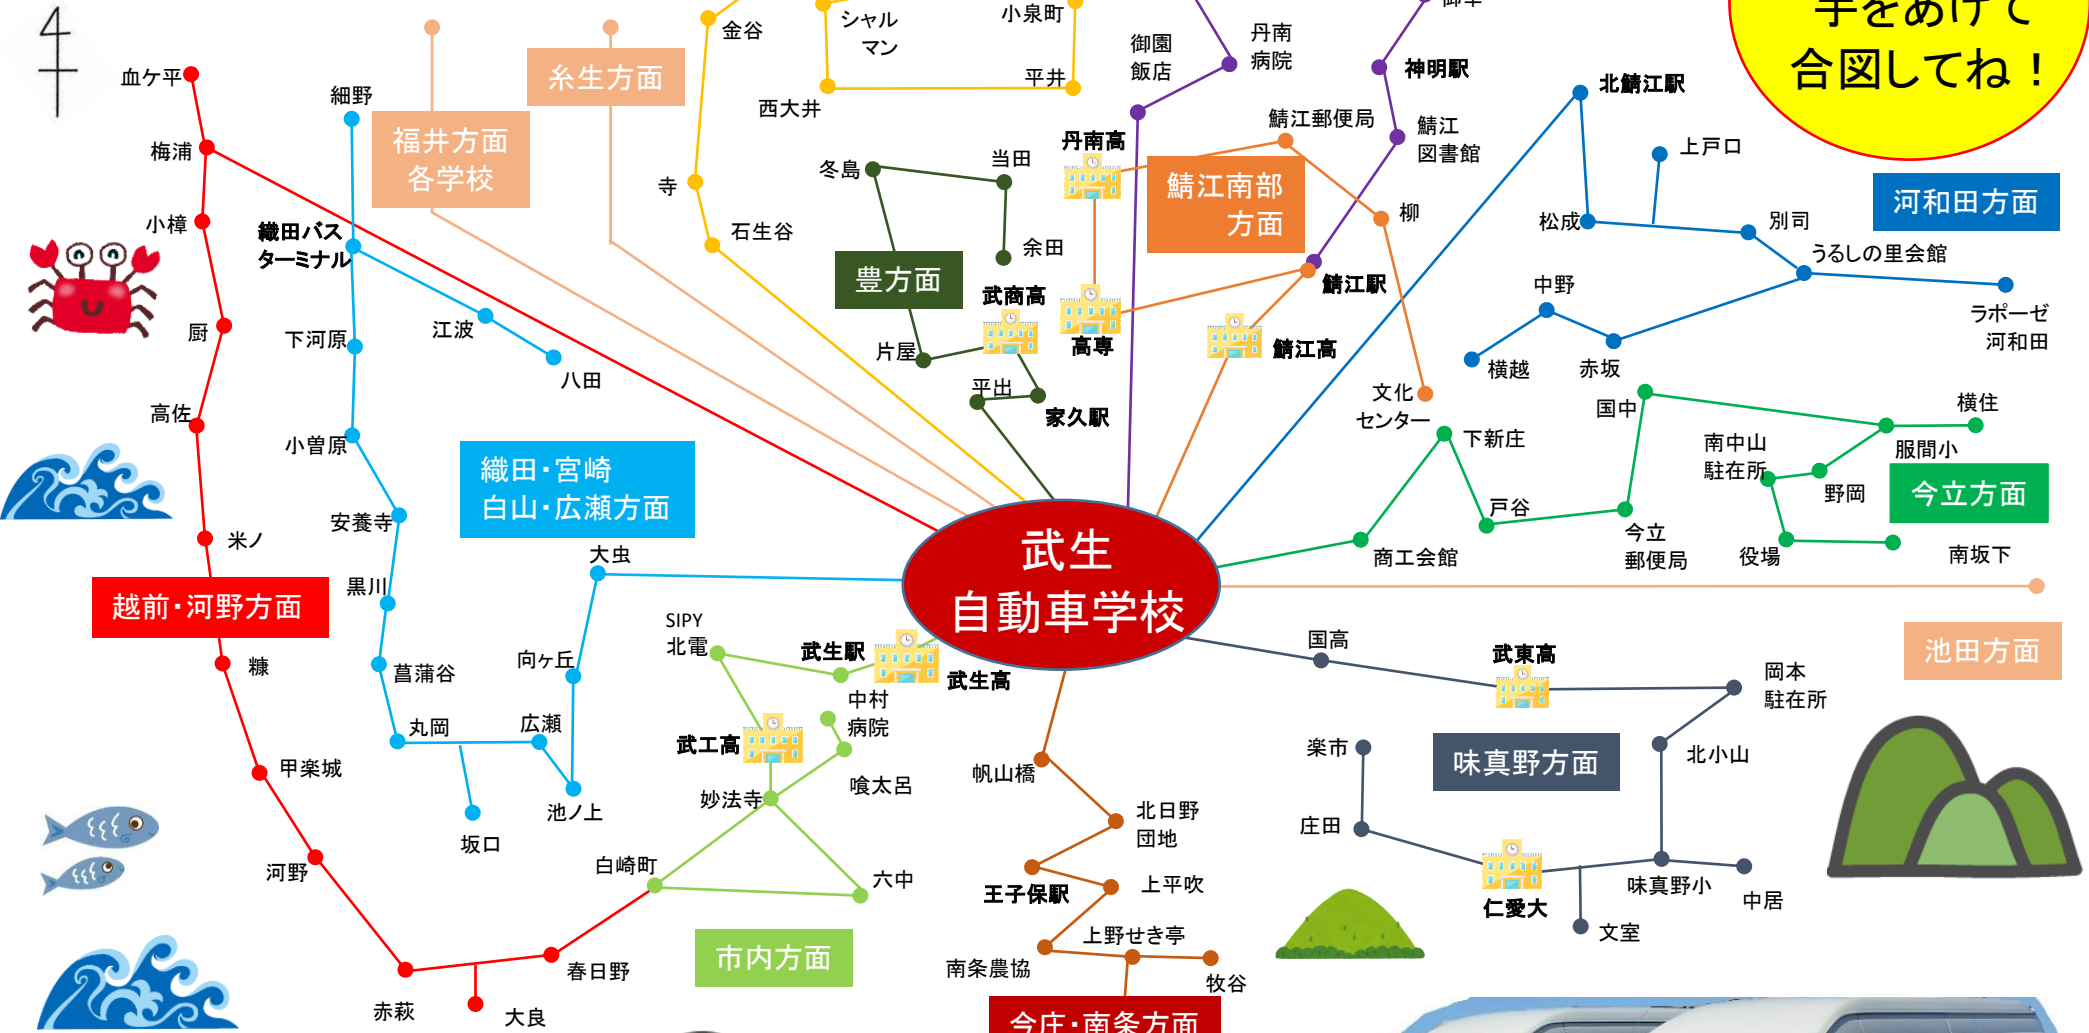 手をあげて
合図してね！
金谷
シャル
マン
小泉町
御園
飯店
丹南
病院
神明駅
北鯖江駅
血ケ平
細野
糸生方面
西大井
平井
鯖江郵便局
鯖江
図書館
上戸口
梅浦
福井方面
各学校
寺
冬島
当田
丹南高
鯖江南部
方面
柳
松成
別司
河和田方面
小樟
織田バス
ターミナル
石生谷
余田
豊方面
武商高
鯖江駅
うるしの里会館
中野
ラポーゼ
河和田
厨
下河原
江波
八田
片屋
高専
鯖江高
横越
赤坂
平出
家久駅
文化
センター
国中
横住
高佐
小曽原
織田・宮崎
白山・広瀬方面
下新庄
南中山
駐在所
服間小
野岡
今立方面
安養寺
米ノ
大虫
武生
自動車学校
商工会館
戸谷
今立
郵便局
役場
南坂下
越前・河野方面
黒川
SIPY
北電
武生駅
武生高
国高
武東高
岡本
駐在所
池田方面
糠
菖蒲谷
向ヶ丘
中村
病院
丸岡
広瀬
武工高
楽市
味真野方面
北小山
甲楽城
池ノ上
妙法寺
喰太呂
帆山橋
北日野
団地
庄田
坂口
河野
白崎町
六中
王子保駅
上平吹
仁愛大
味真野小
中居
文室
市内方面
上野せき亭
南条農協
牧谷
春日野
赤萩
大良
今庄・南条方面